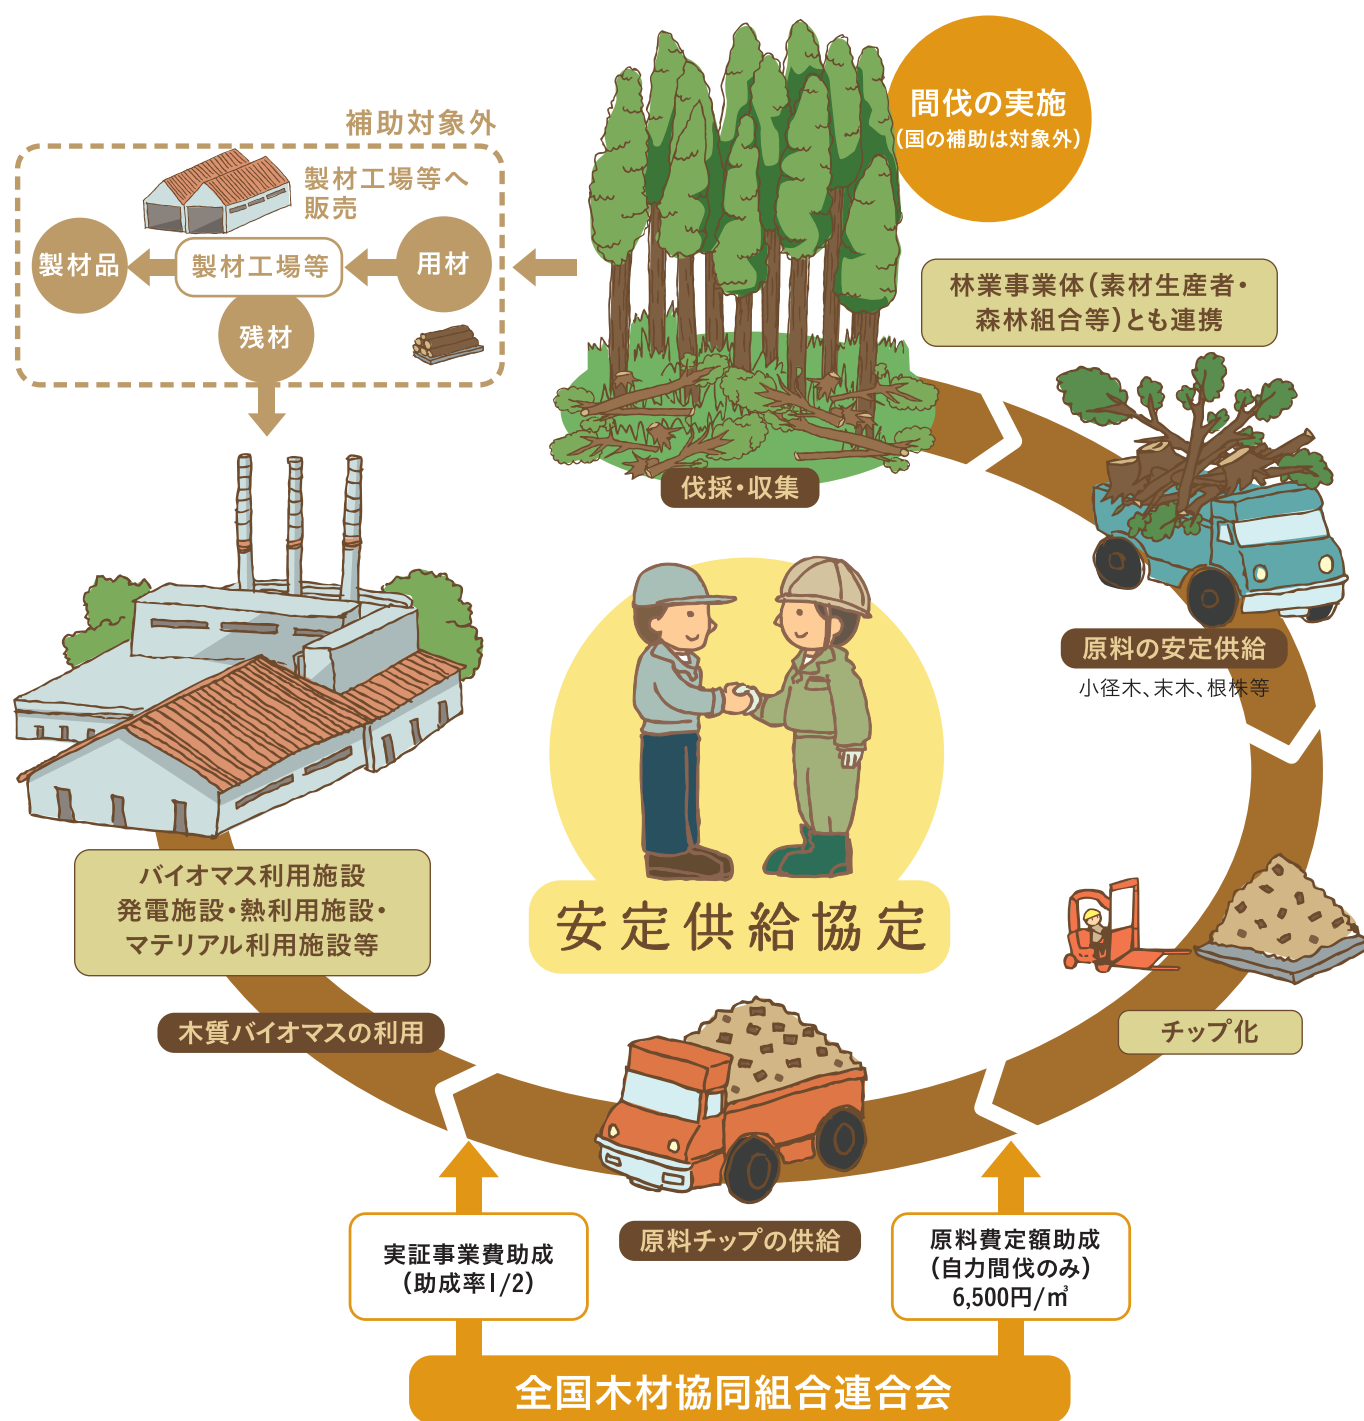 間伐の実施
(国の補助は対象外)
補助対象外
製材工場等へ
販売
製材品
製材工場等
用材
残材
林業事業体(素材生産者・
森林組合等)とも連携
伐採・収集
原料の安定供給
小径木、末木、根株等
安定供給協定
バイオマス利用施設
発電施設・熱利用施設・
マテリアル利用施設等
木質バイオマスの利用
チップ化
原料チップの供給
実証事業費助成
(助成率1/2)
原料費定額助成
(自力間伐のみ)
6,500円/㎥
全国木材協同組合連合会